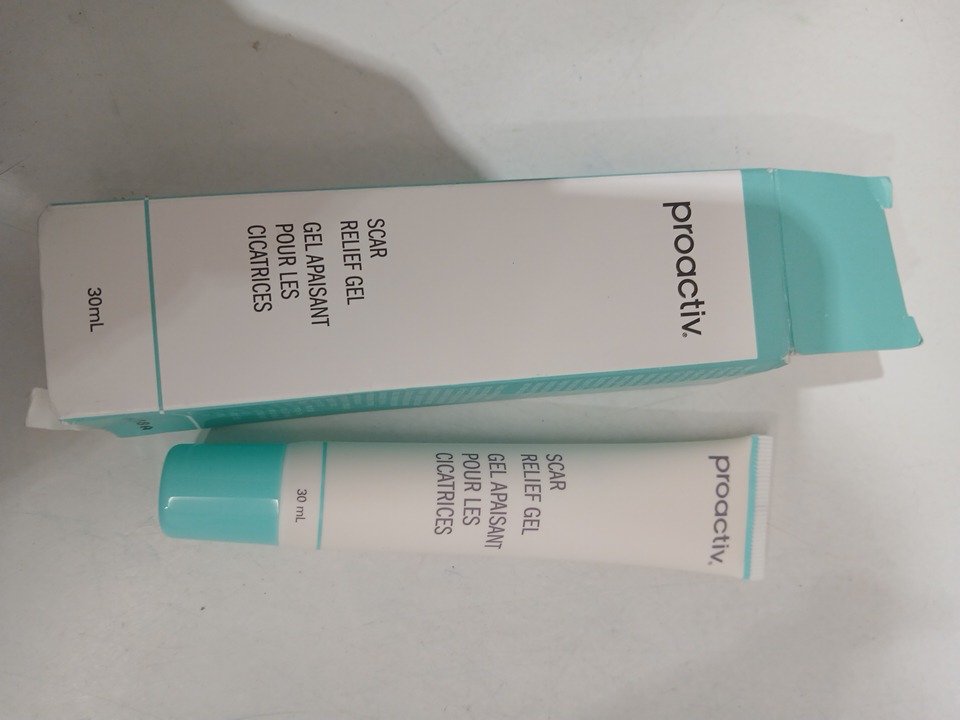 proactiv®
SCAR
RELIEF GEL
GEL APAISANT
POUR LES
CICATRICES
30mL
proactiv®
SCAR
RELIEF GEL
GEL APAISANT
POUR LES
CICATRICES
30 mL